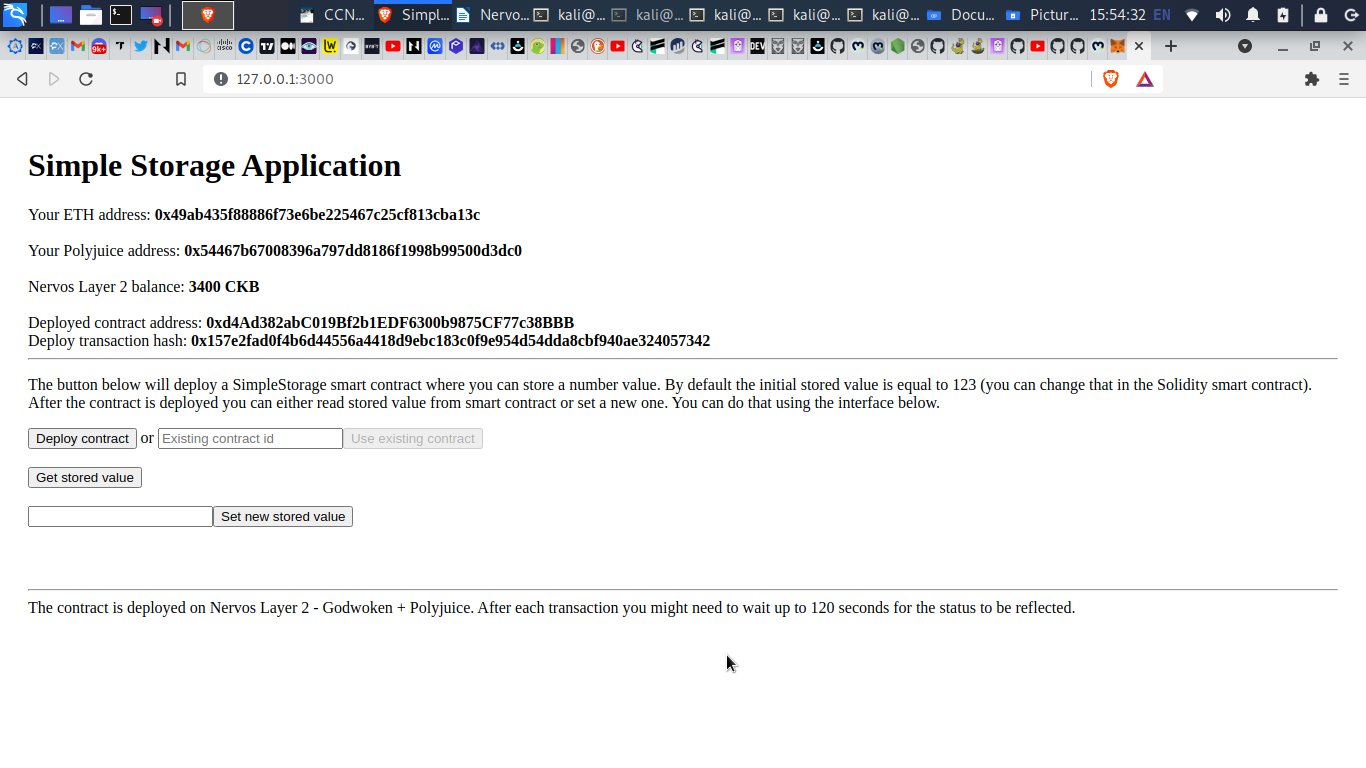 CCN... Simpl... Nervo... kali@... kali@... kali@... kali@... kali@... Docu... Pictur... 15:54:32 EN
127.0.0.1:3000
Simple Storage Application
Your ETH address: 0x49ab435f88886f73e6be225467c25cf813cba13c
Your Polyjuice address: 0x54467b67008396a797dd8186f1998b99500d3dc0
Nervos Layer 2 balance: 3400 CKB
Deployed contract address: 0xd4Ad382abC019Bf2b1EDF6300b9875CF77c38BBB
Deploy transaction hash: 0x157e2fad0f4b6d44556a4418d9ebc183c0f9e954d54dda8cbf940ae324057342
The button below will deploy a SimpleStorage smart contract where you can store a number value. By default the initial stored value is equal to 123 (you can change that in the Solidity smart contract).
After the contract is deployed you can either read stored value from smart contract or set a new one. You can do that using the interface below.
Deploy contract or Existing contract id Use existing contract
Get stored value
Set new stored value
The contract is deployed on Nervos Layer 2 - Godwoken + Polyjuice. After each transaction you might need to wait up to 120 seconds for the status to be reflected.